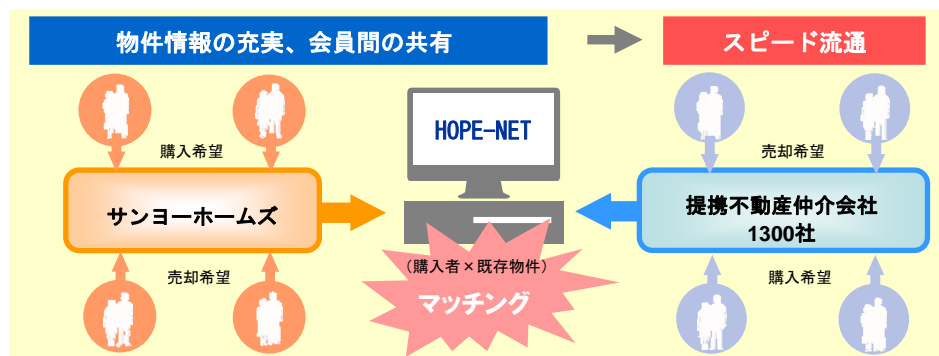 物件情報の充実、会員間の共有
スピード流通
HOPE-NET
購入希望
売却希望
サンヨーホームズ
提携不動産仲介会社
1300社
(購入者×既存物件)
マッチング
売却希望
購入希望